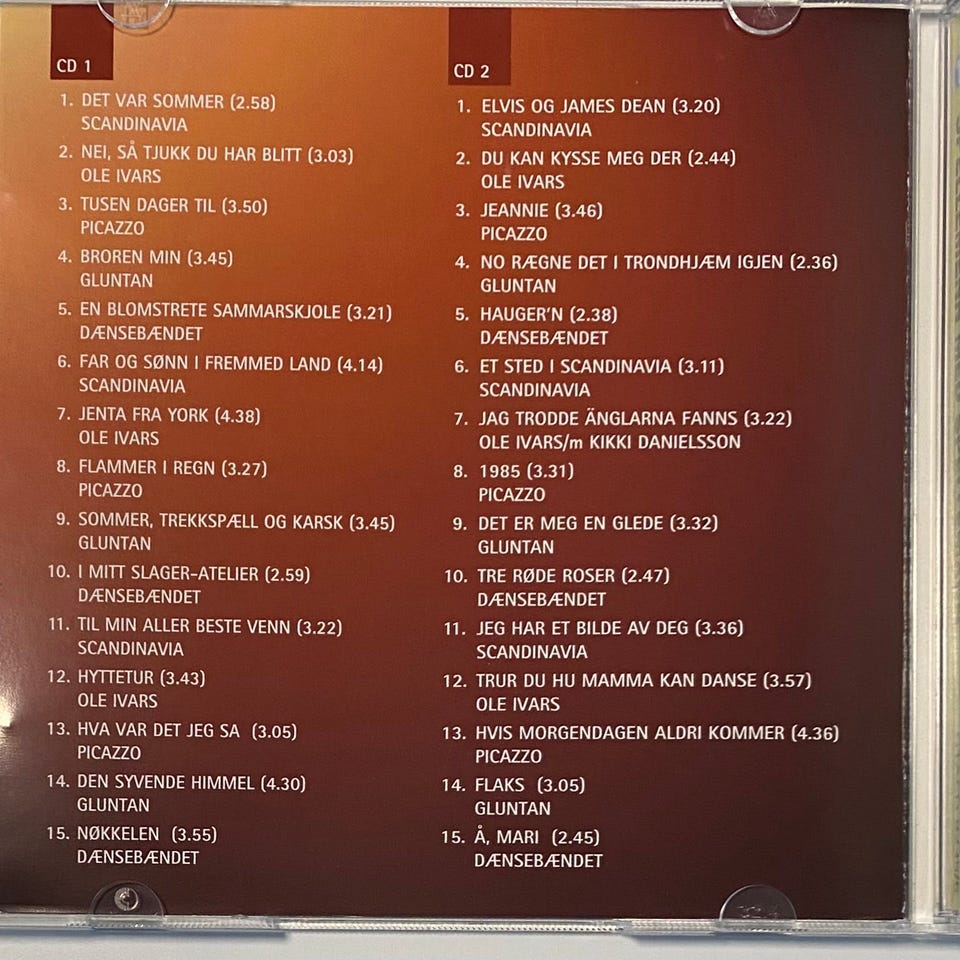 CD 1
1. DET VAR SOMMER (2.58)
SCANDINAVIA
2. NEI, SÅ TJUKK DU HAR BLITT (3.03)
OLE IVARS
3. TUSEN DAGER TIL (3.50)
PICAZZO
4. BROREN MIN (3.45)
GLUNTAN
5. EN BLOMSTRETE SAMMARSKJOLE (3.21)
DÆNSEBÆNDET
6. FAR OG SØNN I FREMMED LAND (4.14)
SCANDINAVIA
7. JENTA FRA YORK (4.38)
OLE IVARS
8. FLAMMER I REGN (3.27)
PICAZZO
9. SOMMER, TREKKSPÆLL OG KARSK (3.45)
GLUNTAN
10. I MITT SLAGER-ATELIER (2.59)
DÆNSEBÆNDET
11. TIL MIN ALLER BESTE VENN (3.22)
SCANDINAVIA
12. HYTTETUR (3.43)
OLE IVARS
13. HVA VAR DET JEG SA (3.05)
PICAZZO
14. DEN SYVENDE HIMMEL (4.30)
GLUNTAN
15. NØKKELEN (3.55)
DÆNSEBÆNDET
CD 2
1. ELVIS OG JAMES DEAN (3.20)
SCANDINAVIA
2. DU KAN KYSSE MEG DER (2.44)
OLE IVARS
3. JEANNIE (3.46)
PICAZZO
4. NO RÆGNE DET I TRONDHJÆM IGJEN (2.36)
GLUNTAN
5. HAUGER'N (2.38)
DÆNSEBÆNDET
6. ET STED I SCANDINAVIA (3.11)
SCANDINAVIA
7. JAG TRODDE ÄNGLARNA FANNS (3.22)
OLE IVARS/m KIKKI DANIELSSON
8. 1985 (3.31)
PICAZZO
9. DET ER MEG EN GLEDE (3.32)
GLUNTAN
10. TRE RØDE ROSER (2.47)
DÆNSEBÆNDET
11. JEG HAR ET BILDE AV DEG (3.36)
SCANDINAVIA
12. TRUR DU HU MAMMA KAN DANSE (3.57)
OLE IVARS
13. HVIS MORGENDAGEN ALDRI KOMMER (4.36)
PICAZZO
14. FLAKS (3.05)
GLUNTAN
15. Å, MARI (2.45)
DÆNSEBÆNDET